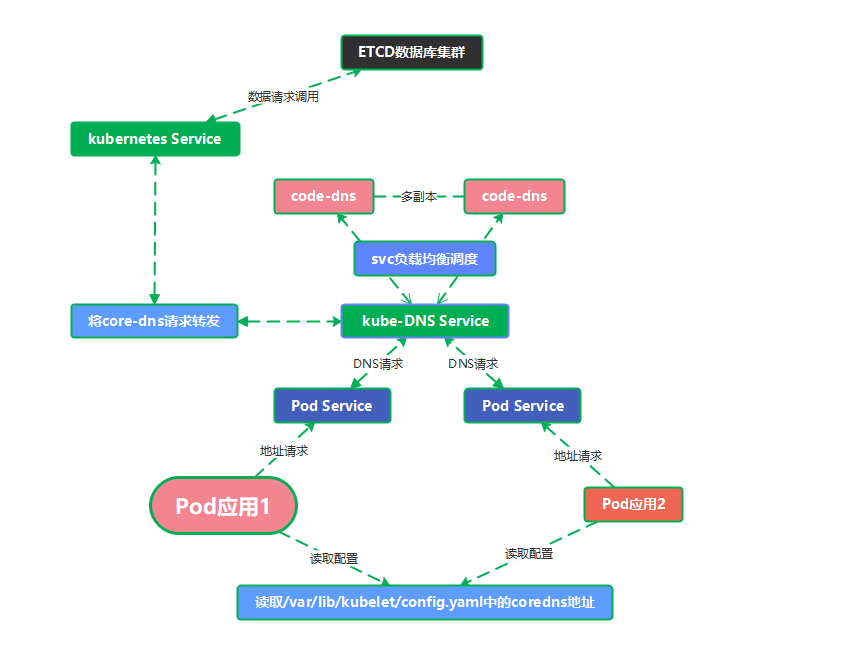 ETCD数据库集群
数据请求调用
kubernetes Service
code-dns
多副本
code-dns
svc负载均衡调度
将core-dns请求转发
kube-DNS Service
DNS请求
DNS请求
Pod Service
Pod Service
地址请求
地址请求
Pod应用1
Pod应用2
读取配置
读取配置
读取/var/lib/kubelet/config.yaml中的coredns地址